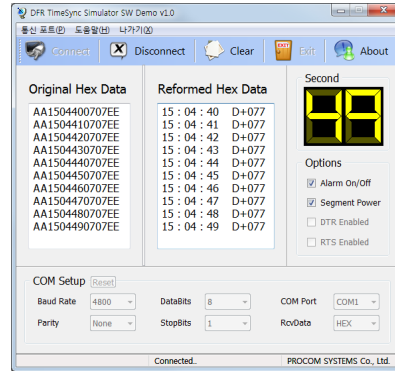 DFR TimeSync Simulator SW Demo v1.0
통신 포트(P) 도움말(H) 나가기(X)
Connect Disconnect Clear EXIT Exit About
Original Hex Data
AA1504400707EE
AA1504410707EE
AA1504420707EE
AA1504430707EE
AA1504440707EE
AA1504450707EE
AA1504460707EE
AA1504470707EE
AA1504480707EE
AA1504490707EE
Reformed Hex Data
15 : 04 : 40 D+077
15 : 04 : 41 D+077
15 : 04 : 42 D+077
15 : 04 : 43 D+077
15 : 04 : 44 D+077
15 : 04 : 45 D+077
15 : 04 : 46 D+077
15 : 04 : 47 D+077
15 : 04 : 48 D+077
15 : 04 : 49 D+077
Second
49
Options
Alarm On/Off
Segment Power
DTR Enabled
RTS Enabled
COM Setup Reset
Baud Rate 4800 DataBits 8 COM Port COM1
Parity None StopBits 1 RcvData HEX
Connected.. PROCOM SYSTEMS Co., Ltd.